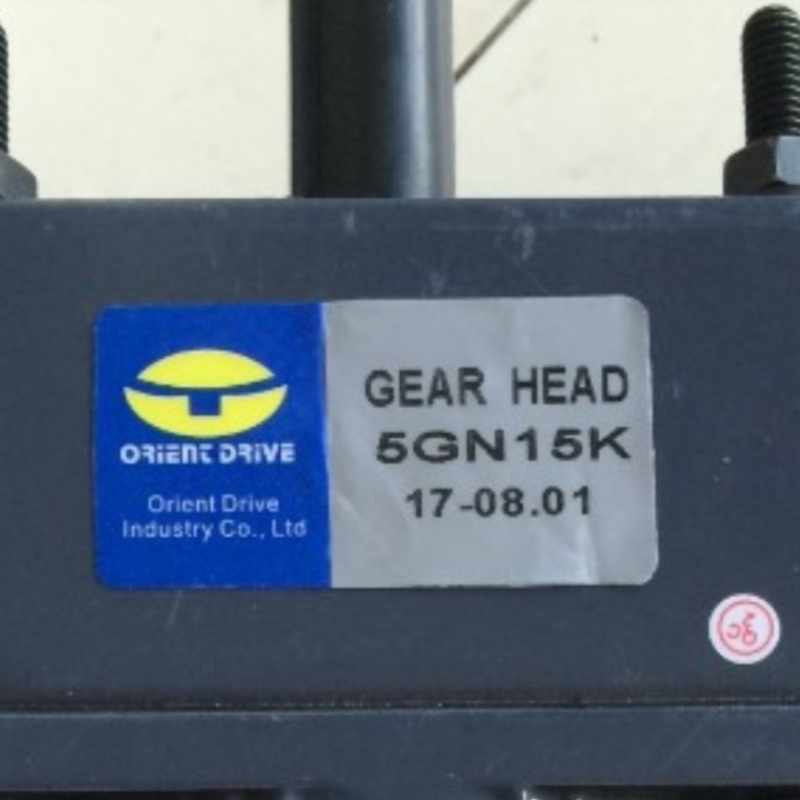 ORIENT DRIVE
Orient Drive
Industry Co., Ltd
GEAR HEAD
5GN15K
17-08.01